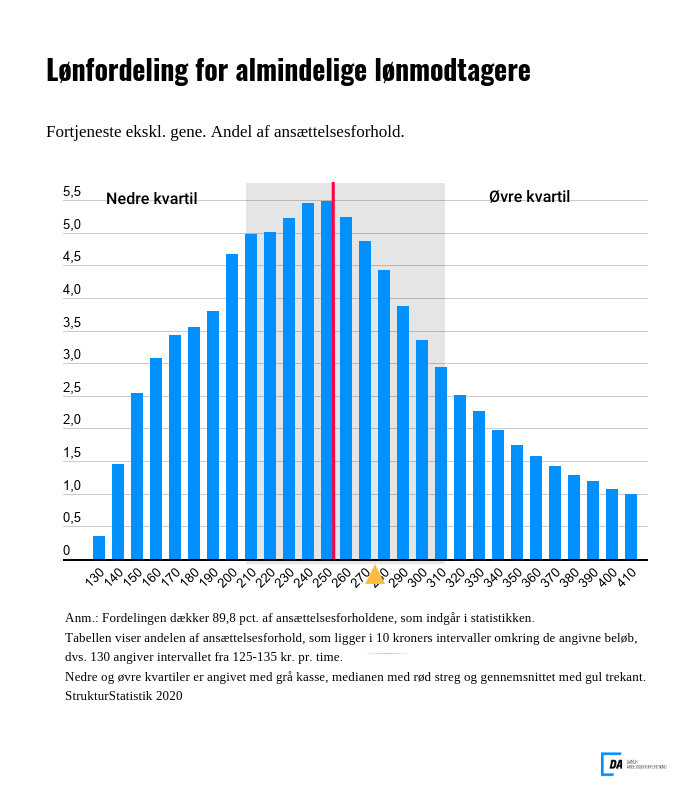 Lønfordeling for almindelige lønmodtagere
Fortjeneste ekskl. gene. Andel af ansættelsesforhold.
5,5
Nedre kvartil
Øvre kvartil
5,0
4,5
4,0
3,5
3,0
2,5
2,0
1,5
1,0
0,5
0
130 140 150 160 170 180 190 200 210 220 230 240 250 260 270 280 290 300 310 320 330 340 350 360 370 380 390 400 410
Anm.: Fordelingen dækker 89,8 pct. af ansættelsesforholdene, som indgår i statistikken.
Tabellen viser andelen af ansættelsesforhold, som ligger i 10 kroners intervaller omkring de angivne beløb,
dvs. 130 angiver intervallet fra 125-135 kr. pr. time.
Nedre og øvre kvartiler er angivet med grå kasse, medianen med rød streg og gennemsnittet med gul trekant.
StrukturStatistik 2020
DA